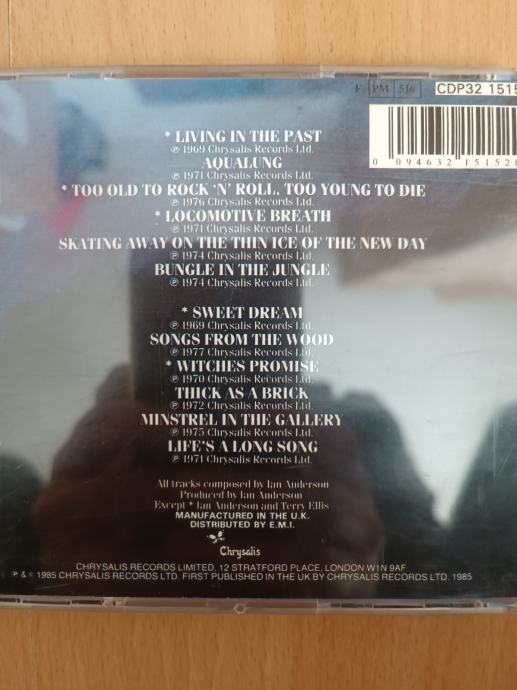 F PM 516 CDP32 1515
0 094632 151520
* LIVING IN THE PAST
℗ 1969 Chrysalis Records Ltd.
AQUALUNG
℗ 1971 Chrysalis Records Ltd.
* TOO OLD TO ROCK 'N' ROLL, TOO YOUNG TO DIE
℗ 1976 Chrysalis Records Ltd.
* LOCOMOTIVE BREATH
℗ 1971 Chrysalis Records Ltd.
SKATING AWAY ON THE THIN ICE OF THE NEW DAY
℗ 1974 Chrysalis Records Ltd.
BUNGLE IN THE JUNGLE
℗ 1974 Chrysalis Records Ltd.
* SWEET DREAM
℗ 1969 Chrysalis Records Ltd.
SONGS FROM THE WOOD
℗ 1977 Chrysalis Records Ltd.
* WITCHES PROMISE
℗ 1970 Chrysalis Records Ltd.
THICK AS A BRICK
℗ 1972 Chrysalis Records Ltd.
MINSTREL IN THE GALLERY
℗ 1975 Chrysalis Records Ltd.
LIFE'S A LONG SONG
℗ 1971 Chrysalis Records Ltd.
All tracks composed by Ian Anderson
Produced by Ian Anderson
Except * Ian Anderson and Terry Ellis
MANUFACTURED IN THE U.K.
DISTRIBUTED BY E.M.I.
Chrysalis
CHRYSALIS RECORDS LIMITED, 12 STRATFORD PLACE, LONDON W1N 9AF
℗ & © 1985 CHRYSALIS RECORDS LTD. FIRST PUBLISHED IN THE UK BY CHRYSALIS RECORDS LTD. 1985